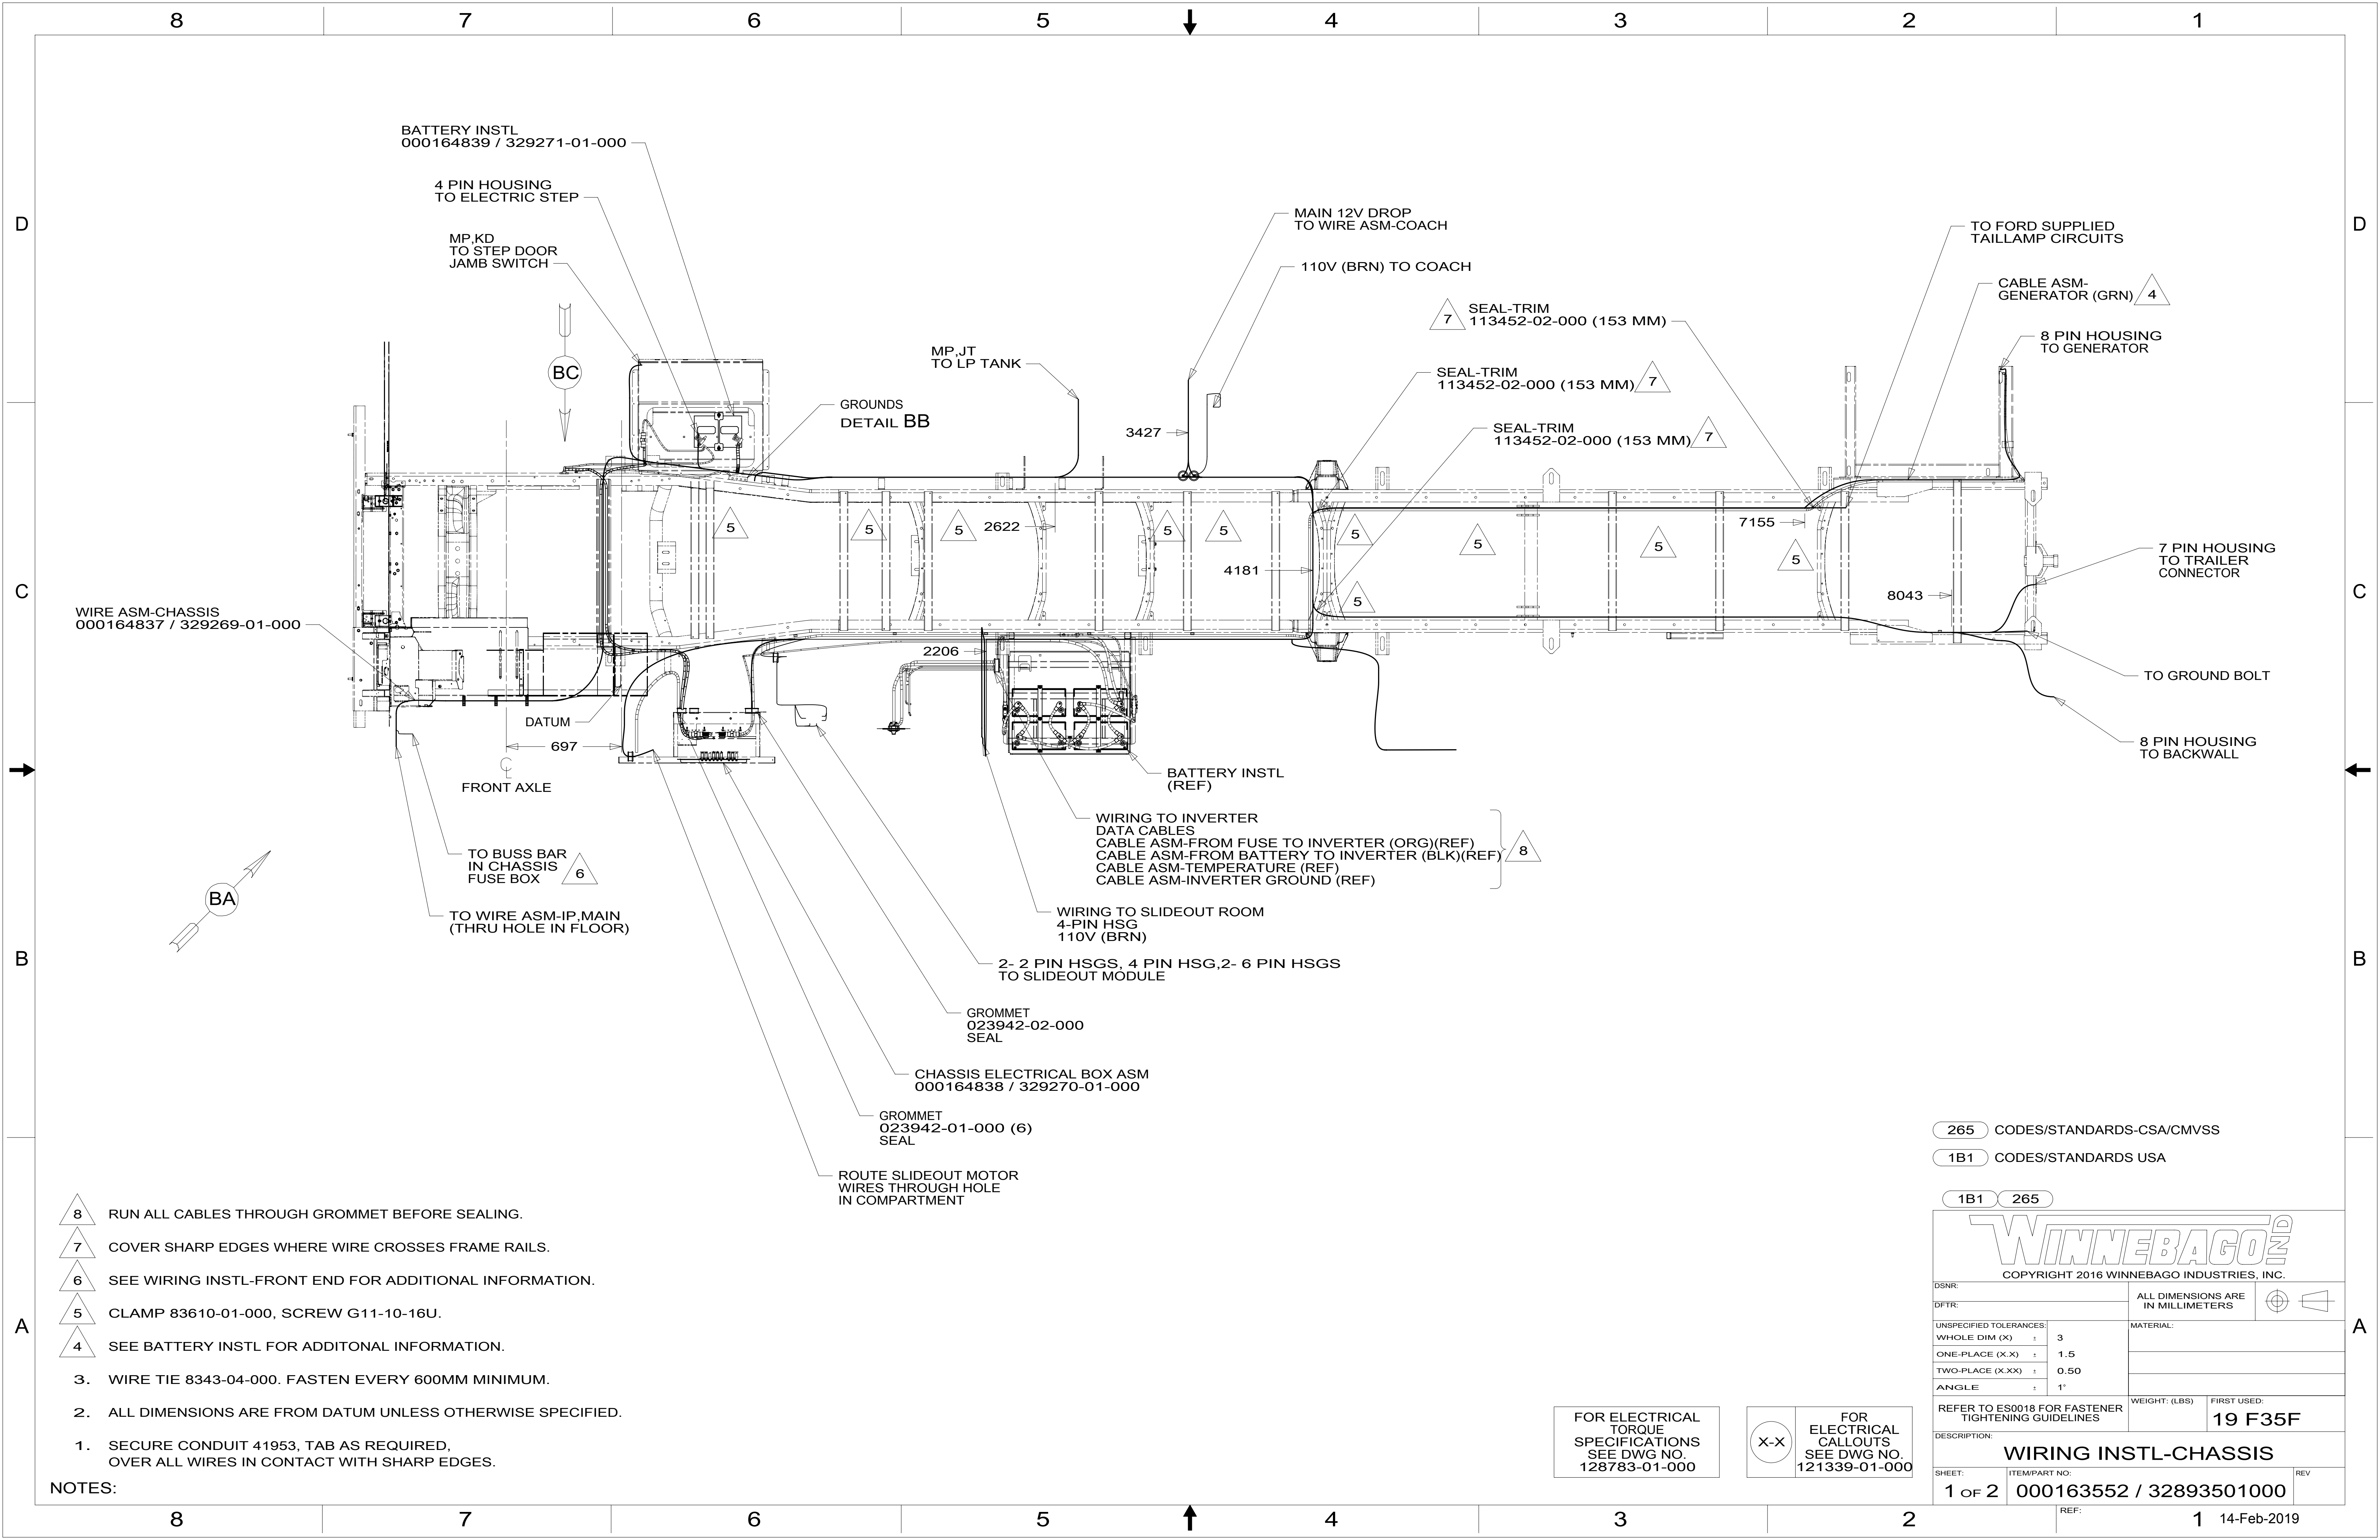 8 7 6 5 4 3 2 1
BATTERY INSTL
000164839 / 329271-01-000
4 PIN HOUSING
TO ELECTRIC STEP
MP,KD
TO STEP DOOR
JAMB SWITCH
D
MAIN 12V DROP
TO WIRE ASM-COACH
110V (BRN) TO COACH
TO FORD SUPPLIED
TAILLAMP CIRCUITS
D
CABLE ASM-
GENERATOR (GRN)
4
7
SEAL-TRIM
113452-02-000 (153 MM)
8 PIN HOUSING
TO GENERATOR
BC
MP,JT
TO LP TANK
SEAL-TRIM
113452-02-000 (153 MM)
7
GROUNDS
DETAIL BB
3427
SEAL-TRIM
113452-02-000 (153 MM)
7
5
5
5
2622
5
5
5
5
5
7155
5
4181
5
8043
7 PIN HOUSING
TO TRAILER
CONNECTOR
C
C
WIRE ASM-CHASSIS
000164837 / 329269-01-000
2206
TO GROUND BOLT
DATUM
697
CL
FRONT AXLE
8 PIN HOUSING
TO BACKWALL
BATTERY INSTL
(REF)
WIRING TO INVERTER
DATA CABLES
CABLE ASM-FROM FUSE TO INVERTER (ORG)(REF)
CABLE ASM-FROM BATTERY TO INVERTER (BLK)(REF)
CABLE ASM-TEMPERATURE (REF)
CABLE ASM-INVERTER GROUND (REF)
8
TO BUSS BAR
IN CHASSIS
FUSE BOX
6
BA
TO WIRE ASM-IP,MAIN
(THRU HOLE IN FLOOR)
WIRING TO SLIDEOUT ROOM
4-PIN HSG
110V (BRN)
B
B
2- 2 PIN HSGS, 4 PIN HSG,2- 6 PIN HSGS
TO SLIDEOUT MODULE
GROMMET
023942-02-000
SEAL
CHASSIS ELECTRICAL BOX ASM
000164838 / 329270-01-000
GROMMET
023942-01-000 (6)
SEAL
ROUTE SLIDEOUT MOTOR
WIRES THROUGH HOLE
IN COMPARTMENT
265 CODES/STANDARDS-CSA/CMVSS
1B1 CODES/STANDARDS USA
1B1 265
8 RUN ALL CABLES THROUGH GROMMET BEFORE SEALING.
7 COVER SHARP EDGES WHERE WIRE CROSSES FRAME RAILS.
6 SEE WIRING INSTL-FRONT END FOR ADDITIONAL INFORMATION.
5 CLAMP 83610-01-000, SCREW G11-10-16U.
4 SEE BATTERY INSTL FOR ADDITONAL INFORMATION.
3. WIRE TIE 8343-04-000. FASTEN EVERY 600MM MINIMUM.
2. ALL DIMENSIONS ARE FROM DATUM UNLESS OTHERWISE SPECIFIED.
1. SECURE CONDUIT 41953, TAB AS REQUIRED,
OVER ALL WIRES IN CONTACT WITH SHARP EDGES.
NOTES:
A
A
FOR ELECTRICAL
TORQUE
SPECIFICATIONS
SEE DWG NO.
128783-01-000
X-X
FOR
ELECTRICAL
CALLOUTS
SEE DWG NO.
121339-01-000
WINNEBAGO IND
COPYRIGHT 2016 WINNEBAGO INDUSTRIES, INC.
DSNR:
DFTR:
ALL DIMENSIONS ARE
IN MILLIMETERS
UNSPECIFIED TOLERANCES:
WHOLE DIM (X) ± 3
ONE-PLACE (X.X) ± 1.5
TWO-PLACE (X.XX) ± 0.50
ANGLE ± 1°
MATERIAL:
REFER TO ES0018 FOR FASTENER
TIGHTENING GUIDELINES
WEIGHT: (LBS)
FIRST USED:
19 F35F
DESCRIPTION:
WIRING INSTL-CHASSIS
SHEET:
1 OF 2
ITEM/PART NO:
000163552 / 32893501000
REV
REF:
8 7 6 5 4 3 2 1
14-Feb-2019